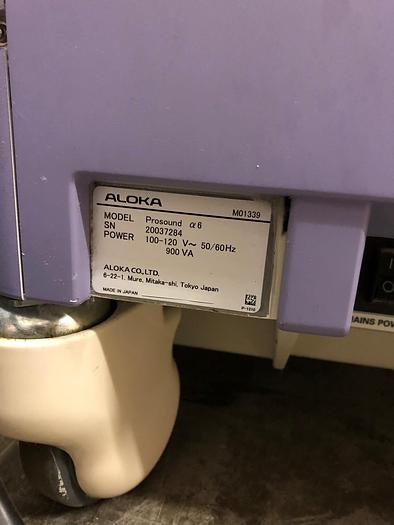 ALOKA
M01339
MODEL Prosound α6
SN 20037284
POWER 100-120 V~ 50/60Hz
900 VA
ALOKA CO.,LTD.
6-22-1. Mure, Mitaka-shi, Tokyo Japan
MADE IN JAPAN
P-1210
I
O
MAINS POW